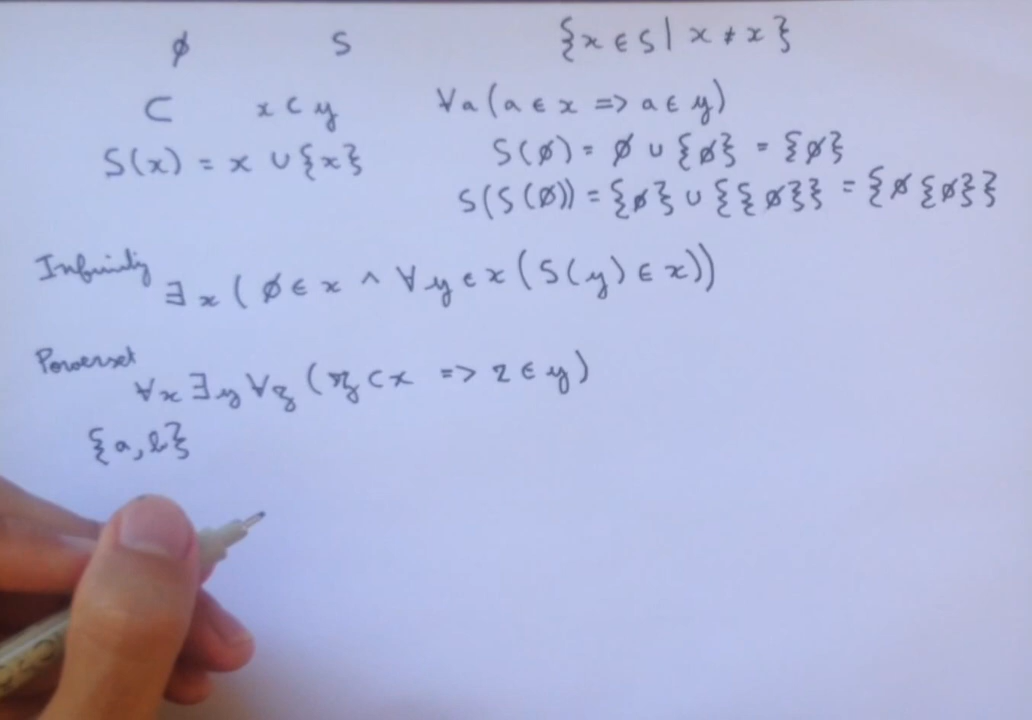 ϕ S {x ∈ S | x ≠ x}
⊂ x ⊂ y ∀a(a ∈ x => a ∈ y)
S(x) = x ∪ {x} S(∅) = ∅ ∪ {∅} = {∅}
S(S(∅)) = {∅} ∪ {{∅}} = {∅ {∅}}
Infinity ∃x(∅ ∈ x ∧ ∀y ∈ x(S(y) ∈ x))
Powerset ∀x∃y∀z(z ⊂ x => z ∈ y)
{a, b}